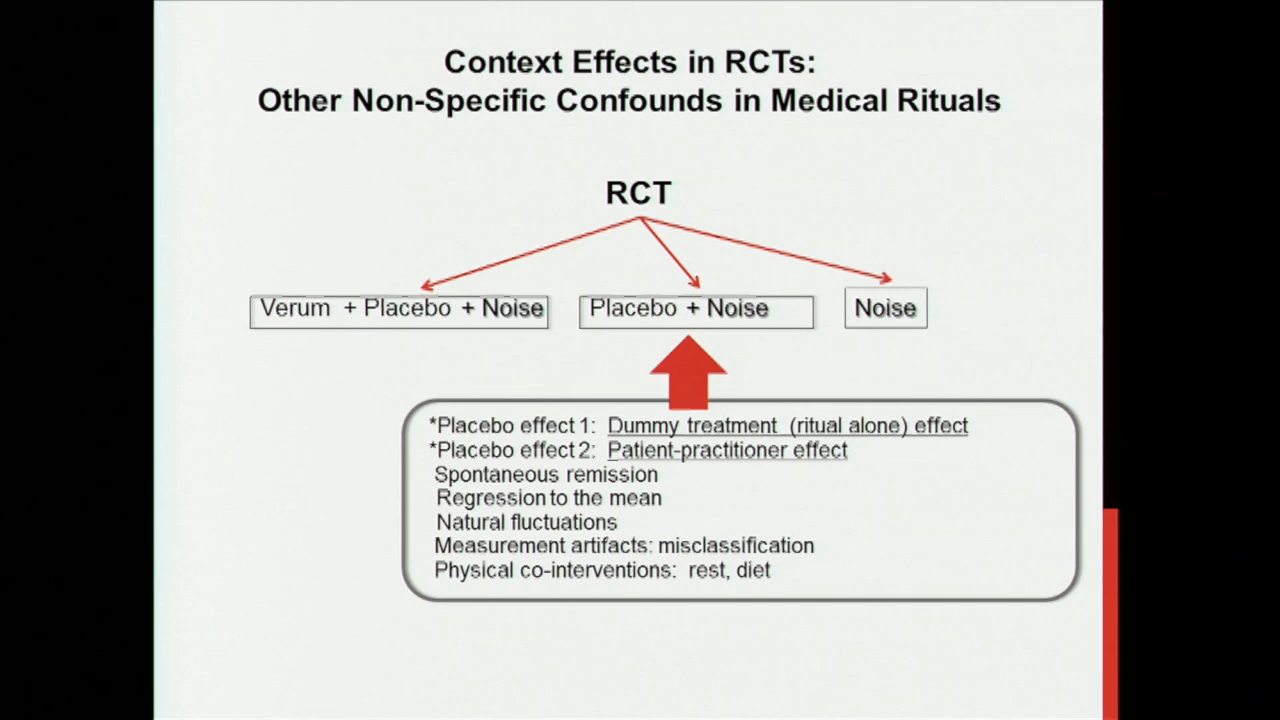 Context Effects in RCTs:
Other Non-Specific Confounds in Medical Rituals
RCT
Verum + Placebo + Noise
Placebo + Noise
Noise
*Placebo effect 1: Dummy treatment (ritual alone) effect
*Placebo effect 2: Patient-practitioner effect
Spontaneous remission
Regression to the mean
Natural fluctuations
Measurement artifacts: misclassification
Physical co-interventions: rest, diet